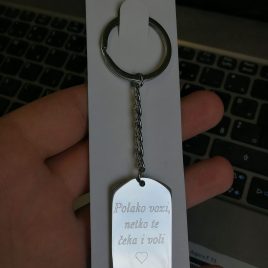 Polako vozi,
netko te
čeka i voli